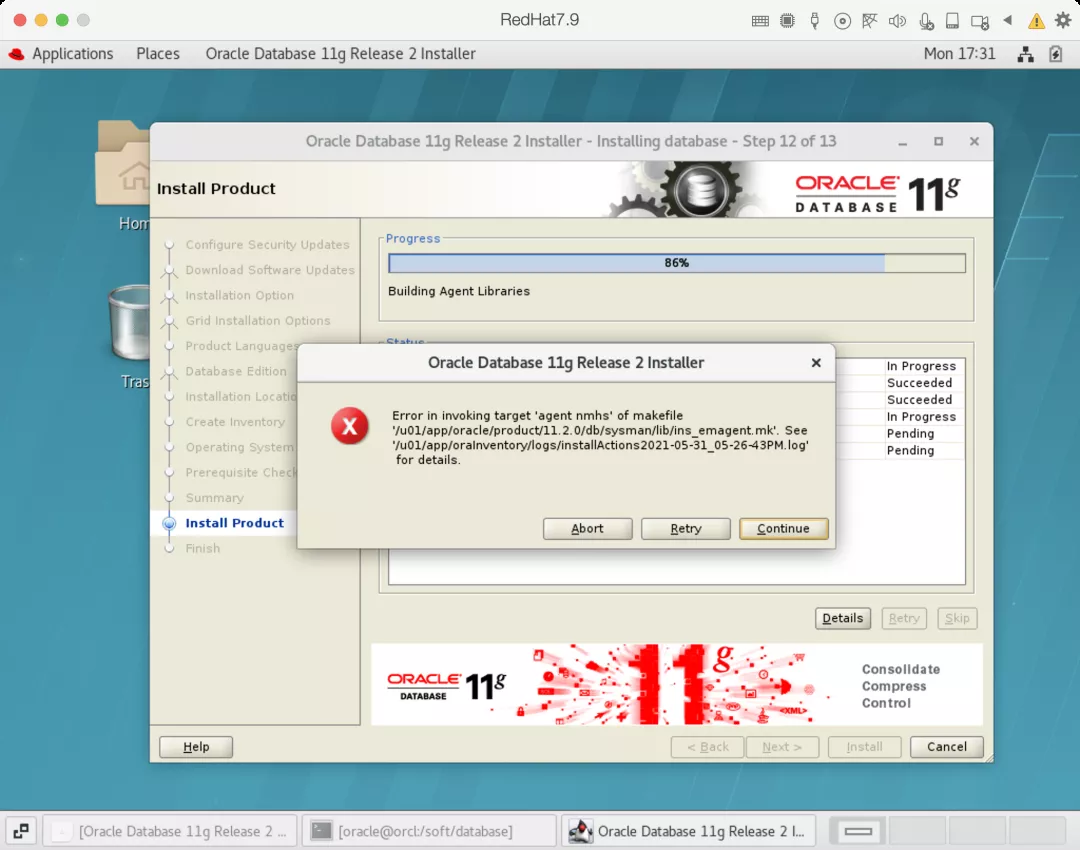 RedHat7.9
Applications Places Oracle Database 11g Release 2 Installer Mon 17:31
Hom
Tras
Oracle Database 11g Release 2 Installer - Installing database - Step 12 of 13
Install Product
ORACLE
DATABASE 11g
Configure Security Updates
Download Software Updates
Installation Option
Grid Installation Options
Product Languages
Database Edition
Installation Locatio
Create Inventory
Operating System
Prerequisite Check
Summary
Install Product
Finish
Progress
86%
Building Agent Libraries
Status
In Progress
Succeeded
Succeeded
In Progress
Pending
Pending
Oracle Database 11g Release 2 Installer
Error in invoking target 'agent nmhs' of makefile
'/u01/app/oracle/product/11.2.0/db/sysman/lib/ins_emagent.mk'. See
'/u01/app/oraInventory/logs/installActions2021-05-31_05-26-43PM.log'
for details.
Abort Retry Continue
Details Retry Skip
ORACLE
DATABASE 11g
11g
<XML>
Consolidate
Compress
Control
Help < Back Next > Install Cancel
[Oracle Database 11g Release 2 ... [oracle@orcl:/soft/database] Oracle Database 11g Release 2 I...